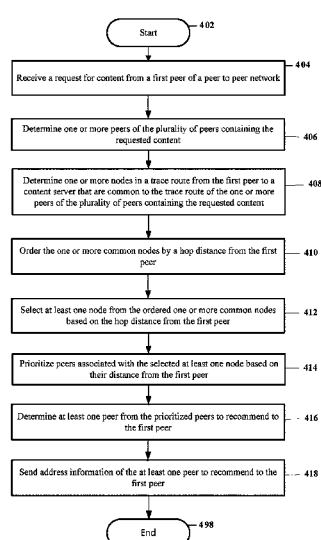 Start
402
404
Receive a request for content from a first peer of a peer to peer network
Determine one or more peers of the plurality of peers containing the
requested content
406
Determine one or more nodes in a trace route from the first peer to a
content server that are common to the trace route of the one or more
peers of the plurality of peers containing the requested content
408
Order the one or more common nodes by a hop distance from the first
peer
410
Select at least one node from the ordered one or more common nodes
based on the hop distance from the first peer
412
Prioritize peers associated with the selected at least one node based on
their distance from the first peer
414
Determine at least one peer from the prioritized peers to recommend to
the first peer
416
Send address information of the at least one peer to recommend to the
first peer
418
End
498